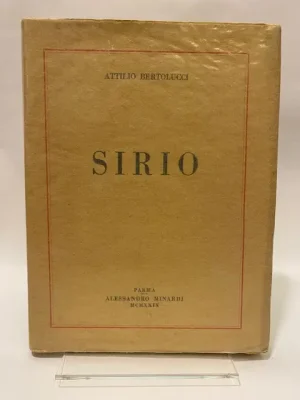 ATTILIO BERTOLUCCI
SIRIO
PARMA
ALESSANDRO MINARDI
MCMXXIX